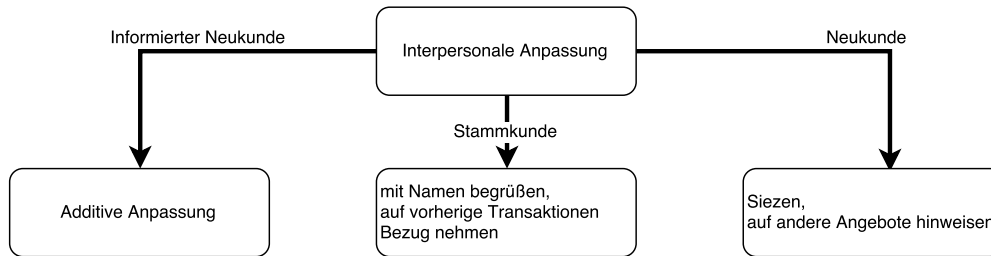 Informierter Neukunde
Interpersonale Anpassung
Neukunde
Stammkunde
Additive Anpassung
mit Namen begrüßen,
auf vorherige Transaktionen
Bezug nehmen
Siezen,
auf andere Angebote hinweisen